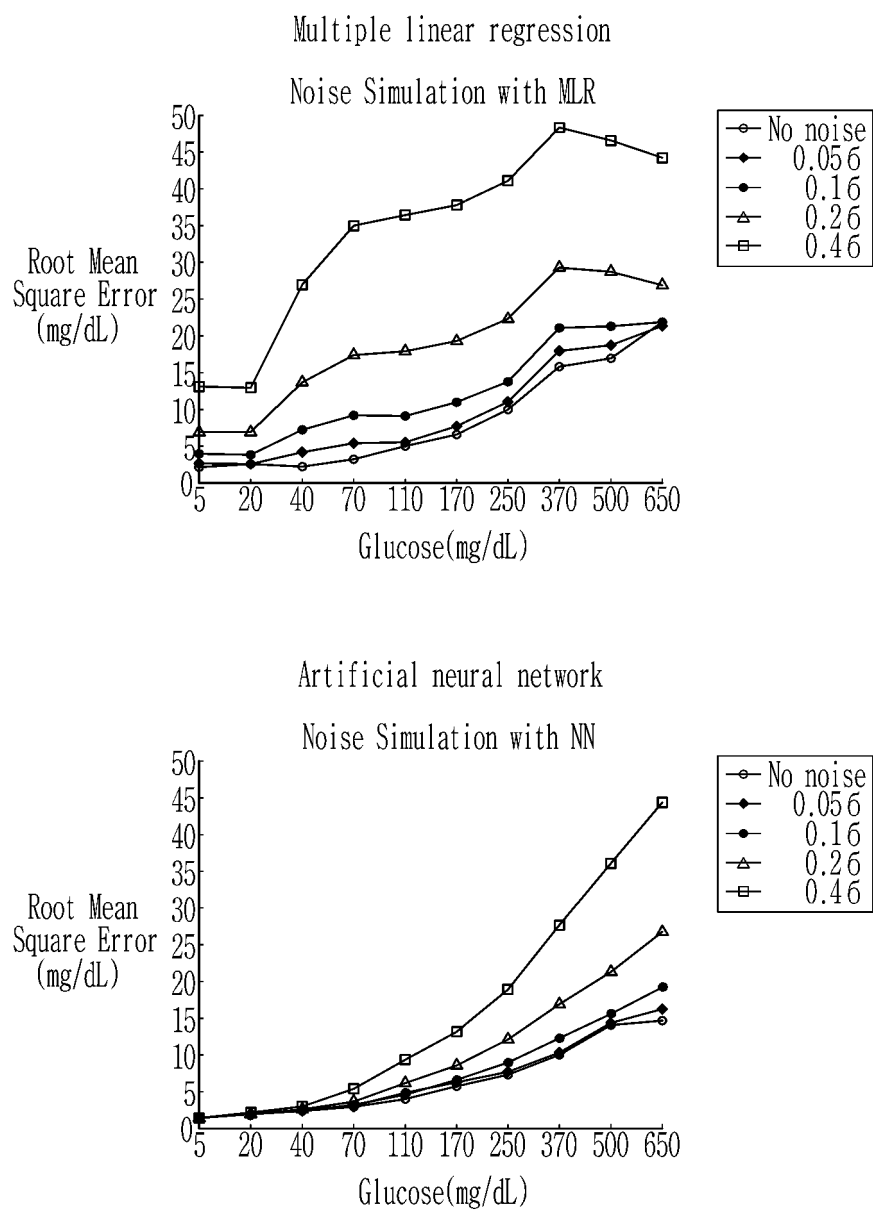 Multiple linear regression
Noise Simulation with MLR
50
45
40
35
30
25
20
15
10
5
0
Root Mean
Square Error
(mg/dL)
5 20 40 70 110 170 250 370 500 650
Glucose(mg/dL)
No noise
0.05б
0.1б
0.2б
0.4б
Artificial neural network
Noise Simulation with NN
50
45
40
35
30
25
20
15
10
5
0
Root Mean
Square Error
(mg/dL)
5 20 40 70 110 170 250 370 500 650
Glucose(mg/dL)
No noise
0.05б
0.1б
0.2б
0.4б